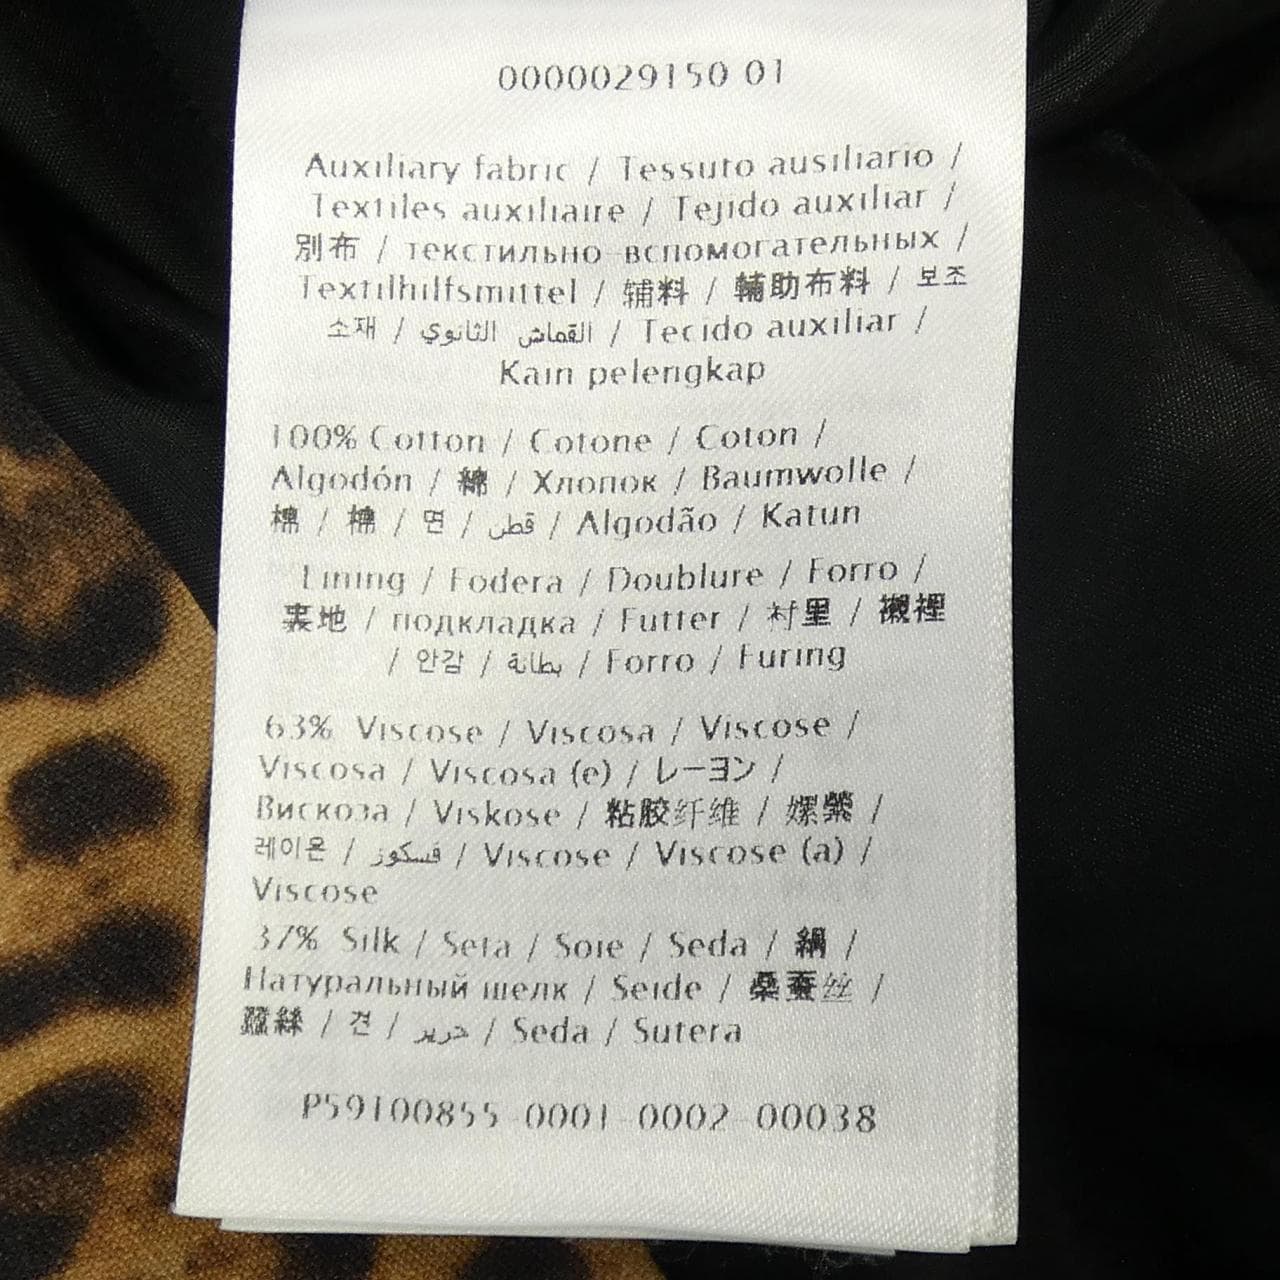 0000029150 01
Auxiliary fabric / Tessuto ausiliario /
Textiles auxiliaire / Tejido auxiliar /
別布 / текстильно-вспомогательных /
Textilhilfsmittel / 辅料 / 輔助布料 / 보조
소재 / القماش الثانوي / Tecido auxiliar /
Kain pelengkap
100% Cotton / Cotone / Coton /
Algodón / 綿 / Хлопок / Baumwolle /
棉 / 棉 / 면 / قطن / Algodão / Katun
Lining / Fodera / Doublure / Forro /
裏地 / подкладка / Futter / 衬里 / 襯裡
/ 안감 / بطانة / Forro / Furing
63% Viscose / Viscosa / Viscose /
Viscosa / Viscosa (e) / レーヨン /
Вискоза / Viskose / 粘胶纤维 / 嫘縈 /
레이온 / فسكوز / Viscose / Viscose (a) /
Viscose
37% Silk / Seta / Soie / Seda / 絹 /
Натуральный шелк / Seide / 桑蚕丝 /
蠶絲 / 견 / حرير / Seda / Sutera
P59100855-0001-0002-00038